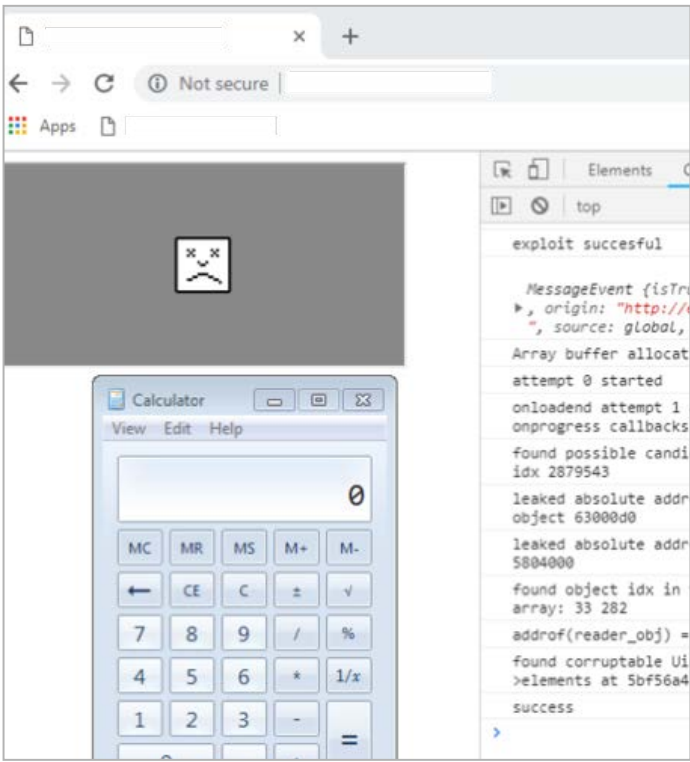 Not secure
Apps
Elements
top
exploit succesful
MessageEvent {isTru
, origin: "http://
", source: global,
Array buffer allocat
attempt 0 started
onloadend attempt 1
onprogress callbacks
found possible candi
idx 2879543
leaked absolute addr
object 63000d0
leaked absolute addr
5804000
found object idx in
array: 33 282
addrof(reader_obj) =
found corruptable Ui
>elements at 5bf56a4
success
Calculator
View Edit Help
0
MC MR MS M+ M-
← CE C ± √
7 8 9 / %
4 5 6 * 1/x
1 2 3 - =